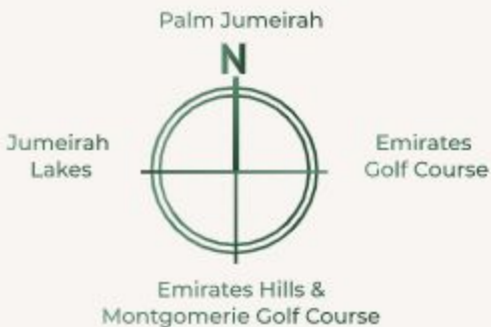 Palm Jumeirah
N
Jumeirah
Lakes
Emirates
Golf Course
Emirates Hills &
Montgomerie Golf Course